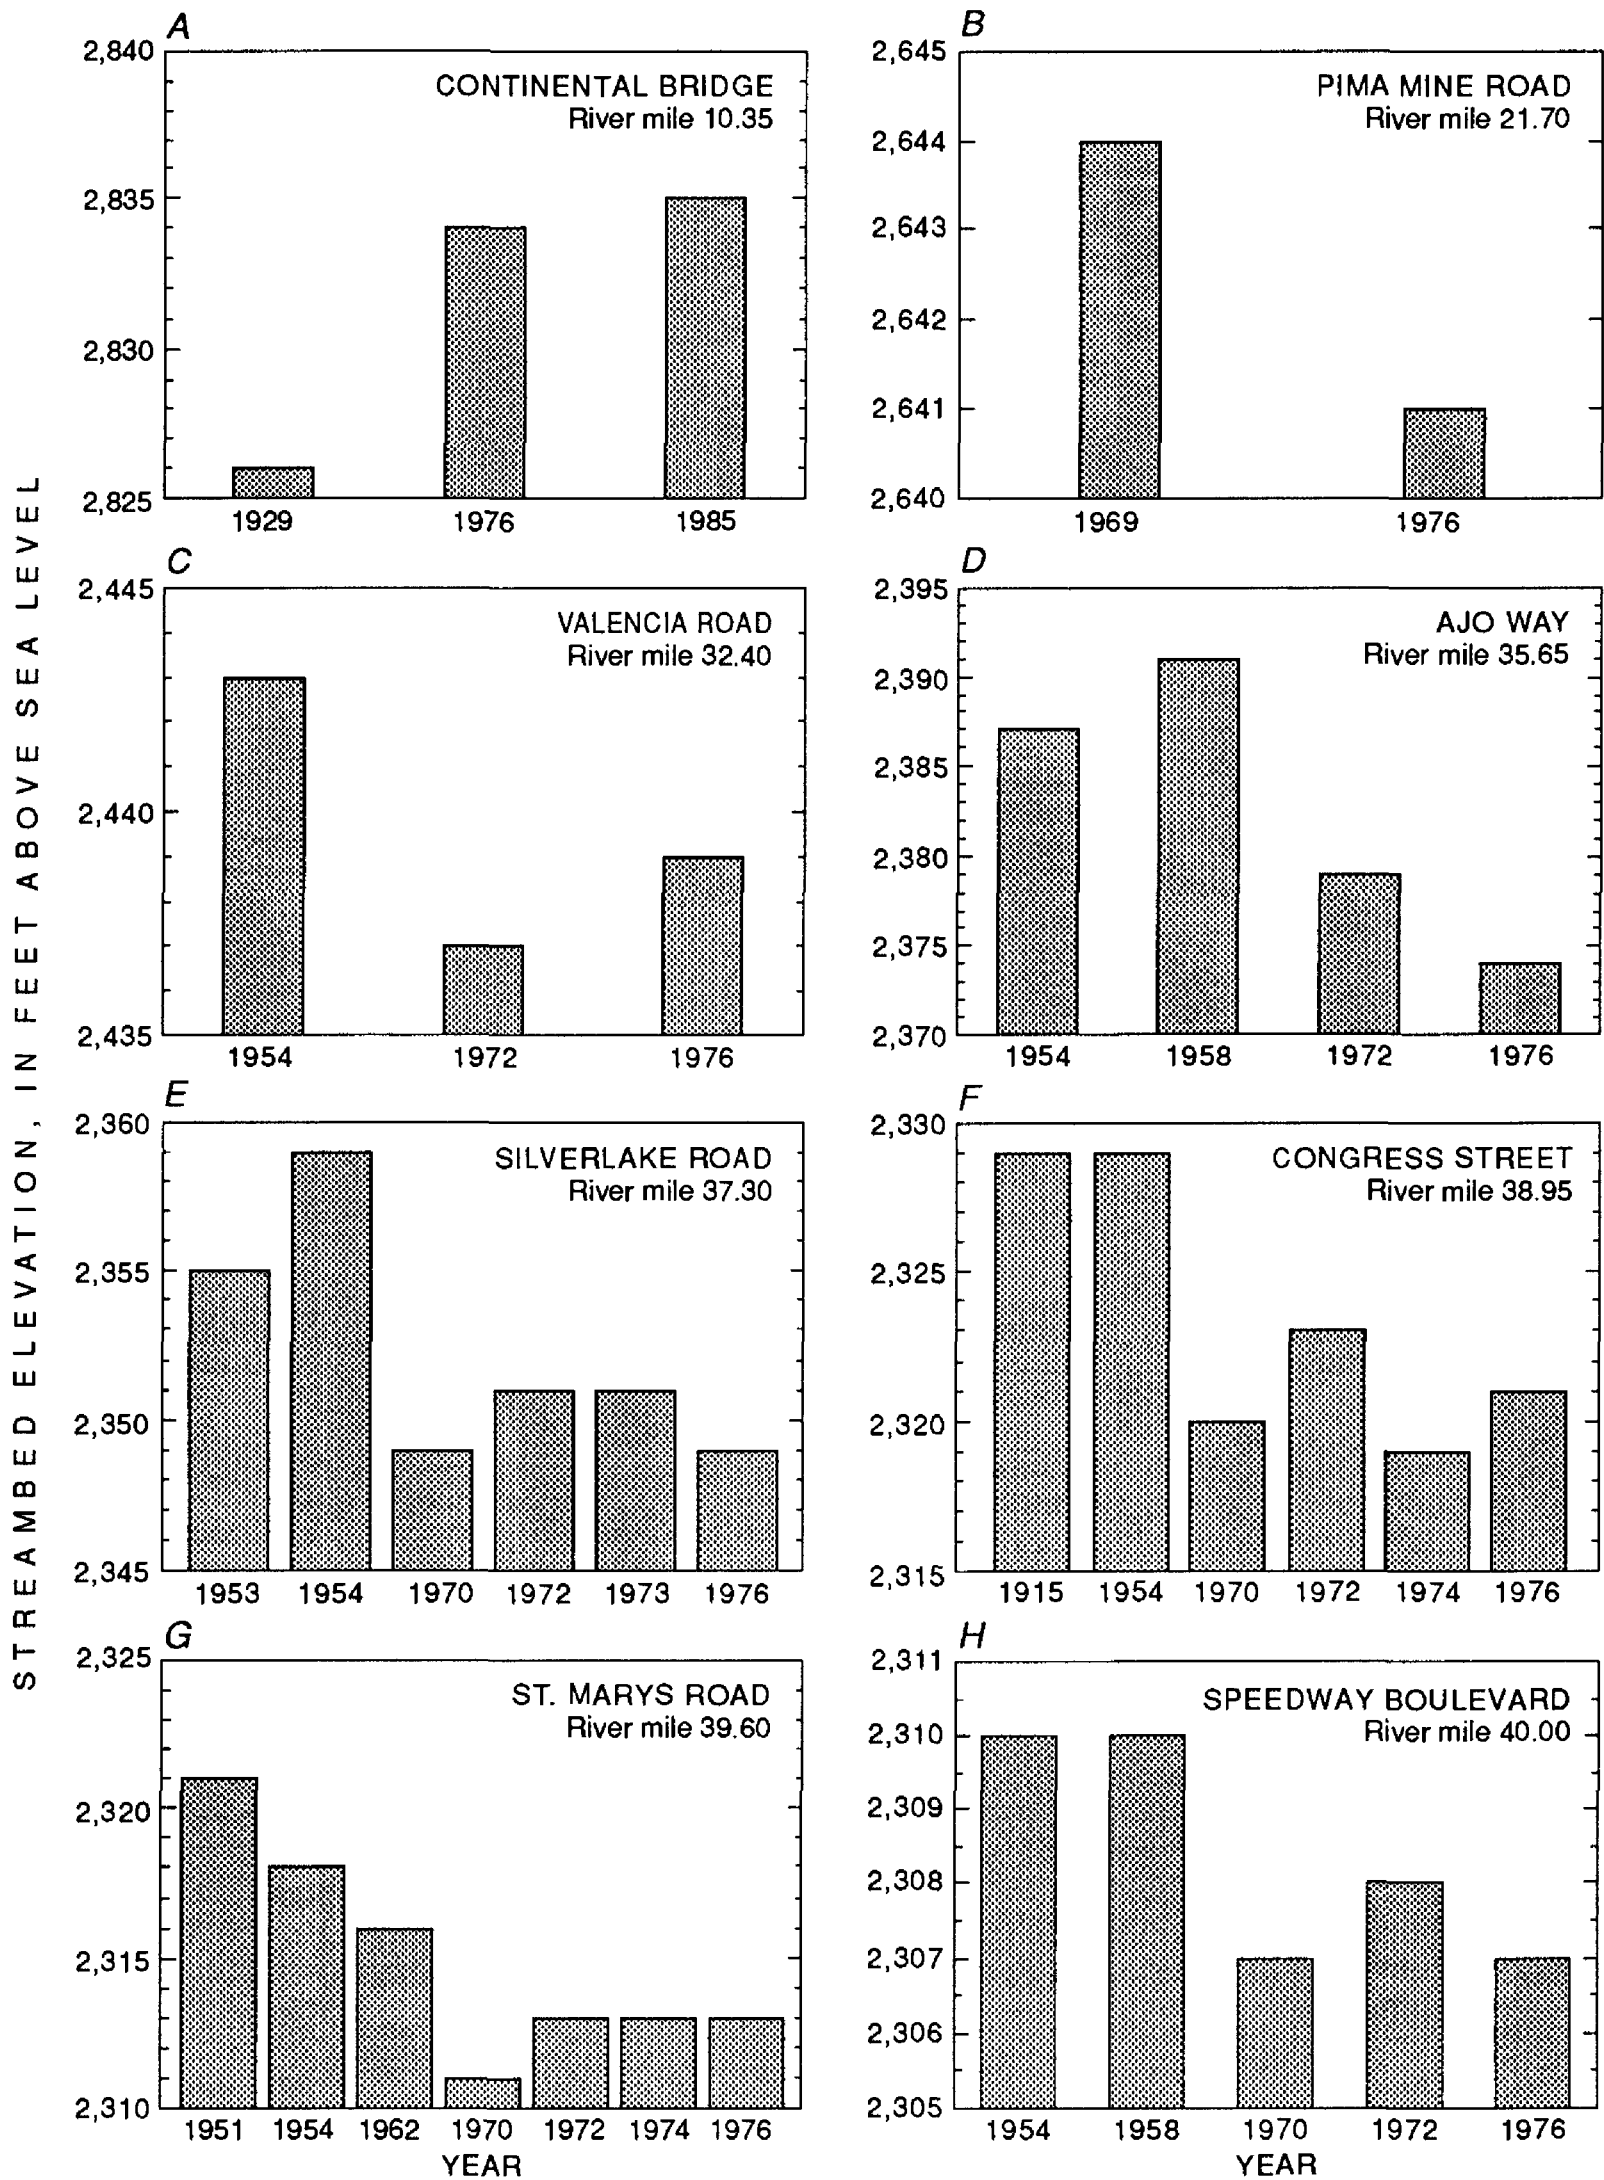 STREAMBED ELEVATION, IN FEET ABOVE SEA LEVEL
A
CONTINENTAL BRIDGE
River mile 10.35
2,840
2,835
2,830
2,825
1929 1976 1985
B
PIMA MINE ROAD
River mile 21.70
2,645
2,644
2,643
2,642
2,641
2,640
1969 1976
C
VALENCIA ROAD
River mile 32.40
2,445
2,440
2,435
1954 1972 1976
D
AJO WAY
River mile 35.65
2,395
2,390
2,385
2,380
2,375
2,370
1954 1958 1972 1976
E
SILVERLAKE ROAD
River mile 37.30
2,360
2,355
2,350
2,345
1953 1954 1970 1972 1973 1976
F
CONGRESS STREET
River mile 38.95
2,330
2,325
2,320
2,315
1915 1954 1970 1972 1974 1976
G
ST. MARYS ROAD
River mile 39.60
2,325
2,320
2,315
2,310
1951 1954 1962 1970 1972 1974 1976
YEAR
H
SPEEDWAY BOULEVARD
River mile 40.00
2,311
2,310
2,309
2,308
2,307
2,306
2,305
1954 1958 1970 1972 1976
YEAR